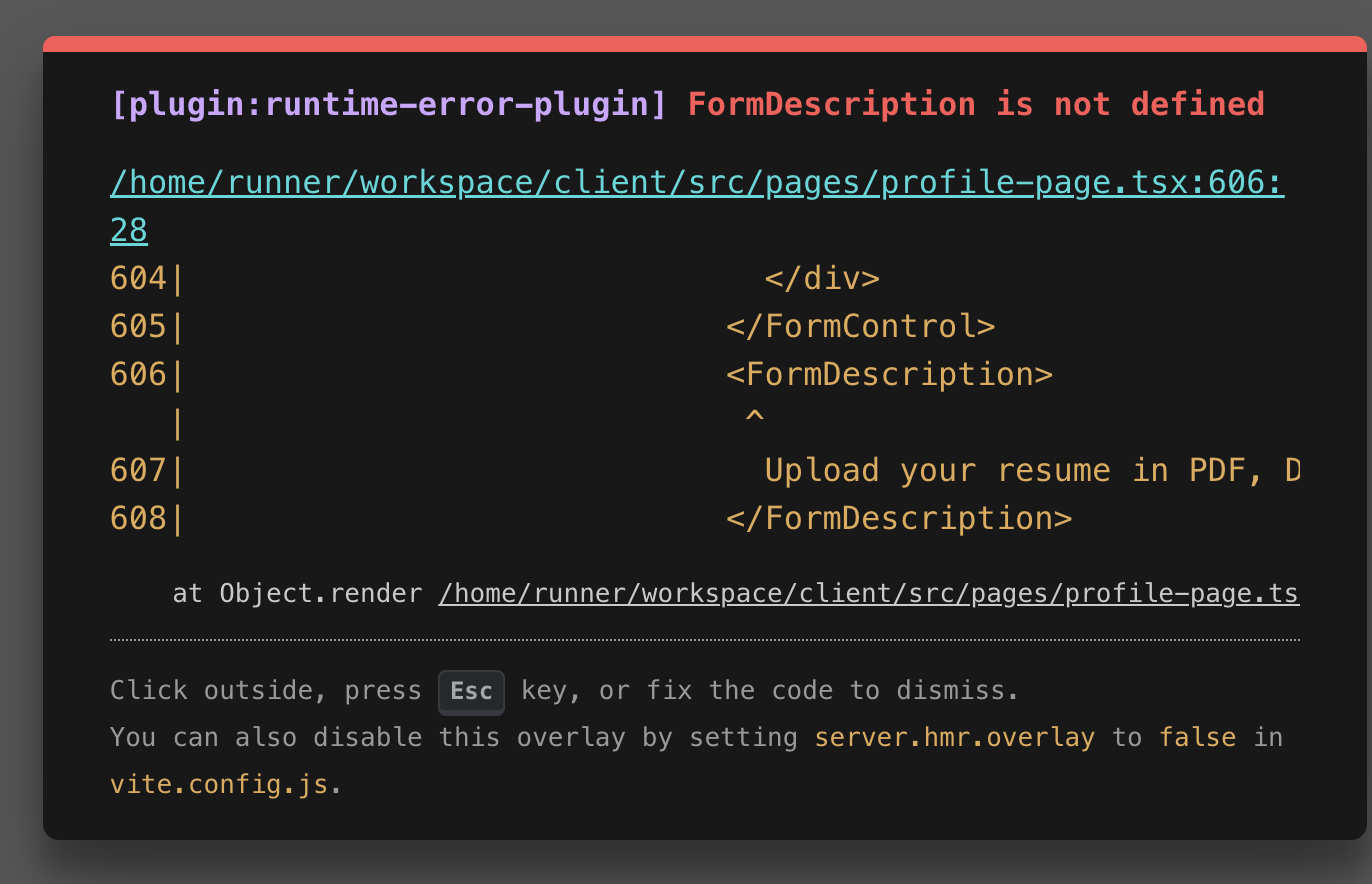 [plugin:runtime-error-plugin] FormDescription is not defined
/home/runner/workspace/client/src/pages/profile-page.tsx:606:
28
604|                              </div>
605|                            </FormControl>
606|                            <FormDescription>
   |                             ^
607|                              Upload your resume in PDF, D
608|                            </FormDescription>
at Object.render /home/runner/workspace/client/src/pages/profile-page.ts
Click outside, press Esc key, or fix the code to dismiss.
You can also disable this overlay by setting server.hmr.overlay to false in
vite.config.js.